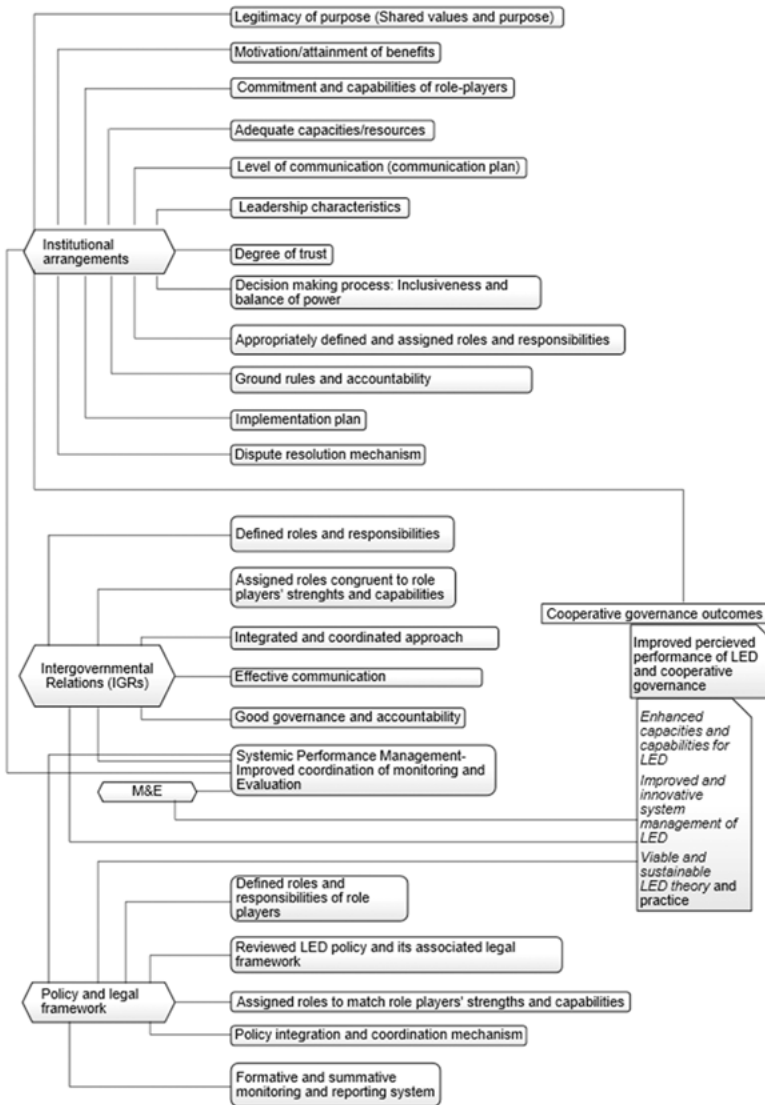 Legitimacy of purpose (Shared values and purpose)
Motivation/attainment of benefits
Commitment and capabilities of role-players
Adequate capacities/resources
Level of communication (communication plan)
Leadership characteristics
Institutional
arrangements
Degree of trust
Decision making process: Inclusiveness and
balance of power
Appropriately defined and assigned roles and responsibilities
Ground rules and accountability
Implementation plan
Dispute resolution mechanism
Defined roles and responsibilities
Assigned roles congruent to role
players' strenghts and capabilities
Integrated and coordinated approach
Intergovernmental
Relations (IGRs)
Effective communication
Good governance and accountability
Systemic Performance Management-
Improved coordination of monitoring and
Evaluation
M&E
Cooperative governance outcomes
Improved percieved
performance of LED
and cooperative
governance
Enhanced
capacities and
capabilities for
LED
Improved and
innovative
system
management of
LED
Viable and
sustainable
LED theory and
practice
Defined roles and
responsibilities of role
players
Reviewed LED policy and its associated legal
framework
Policy and legal
framework
Assigned roles to match role players' strengths and capabilities
Policy integration and coordination mechanism
Formative and summative
monitoring and reporting system